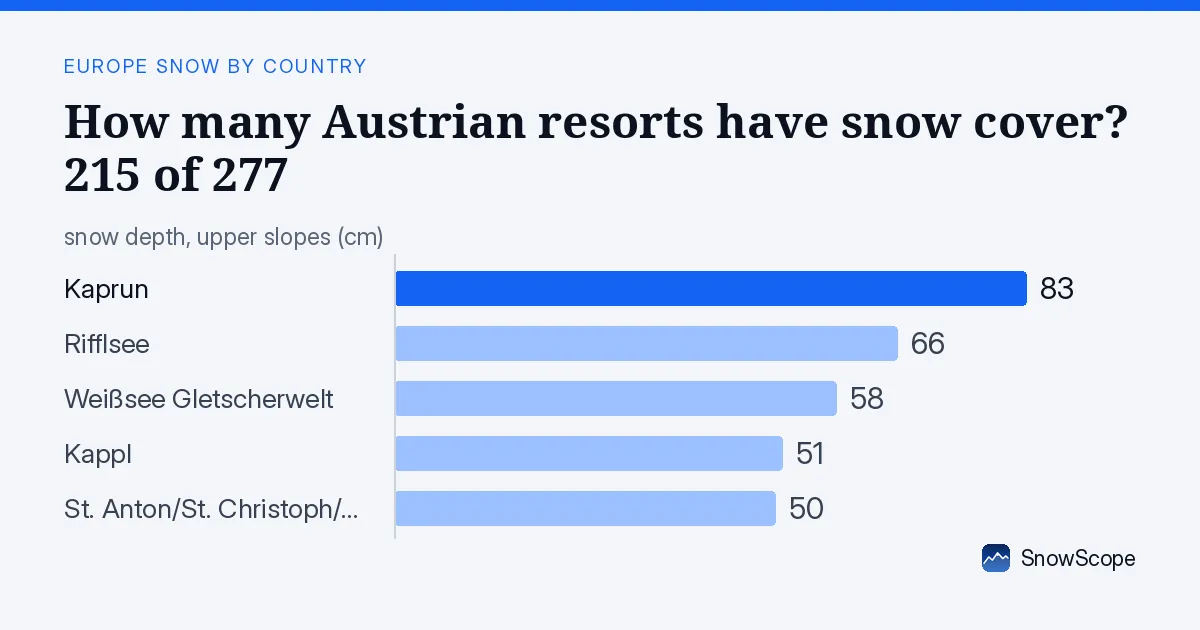 EUROPE SNOW BY COUNTRY
How many Austrian resorts have snow cover?
215 of 277
snow depth, upper slopes (cm)
Kaprun 83
Rifflsee 66
Weißsee Gletscherwelt 58
Kappl 51
St. Anton/St. Christoph/... 50
SnowScope